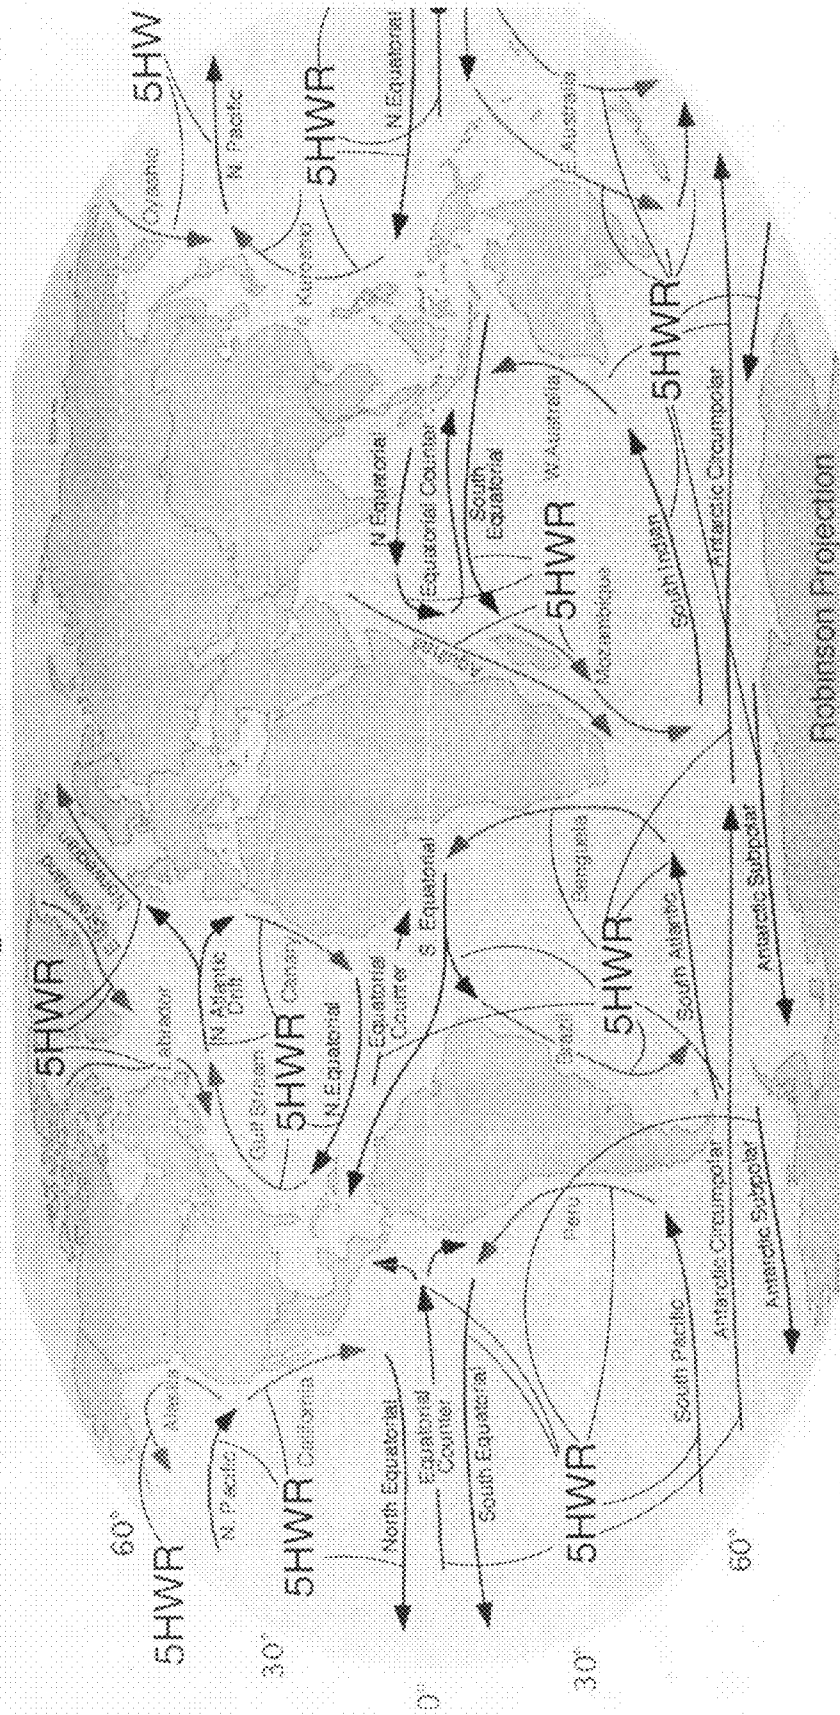 60°
30°
0°
30°
60°
5HWR
Alaska
N. Pacific
5HWR
California
North Equatorial
Equatorial
Counter
South Equatorial
5HWR
Peru
South Pacific
Antarctic Circumpolar
Antarctic Subpolar
5HWR
Labrador
Gulf Stream
N. Atlantic
Drift
5HWR
Canary
N Equatorial
Equatorial
Counter
S. Equatorial
Brazil
5HWR
Benguela
South Atlantic
Antarctic Subpolar
N Equatorial
Equatorial Counter
South
Equatorial
5HWR
Mozambique
W Australia
South Indian
Antarctic Circumpolar
5HWR
Oyashio
5HW
N. Pacific
Kuroshio
5HWR
N Equatorial
E. Australia
Robinson Projection